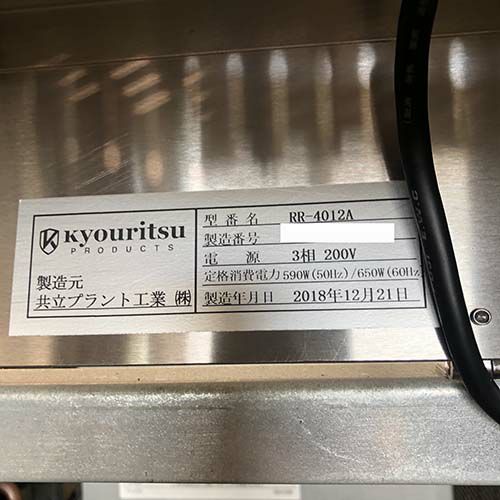 Kyouritsu
PRODUCTS
製造元
共立プラント工業 ㈱
型番名 RR-4012A
製造番号
電源 3相 200V
定格消費電力 590W(50Hz)/650W(60Hz
製造年月日 2018年12月21日